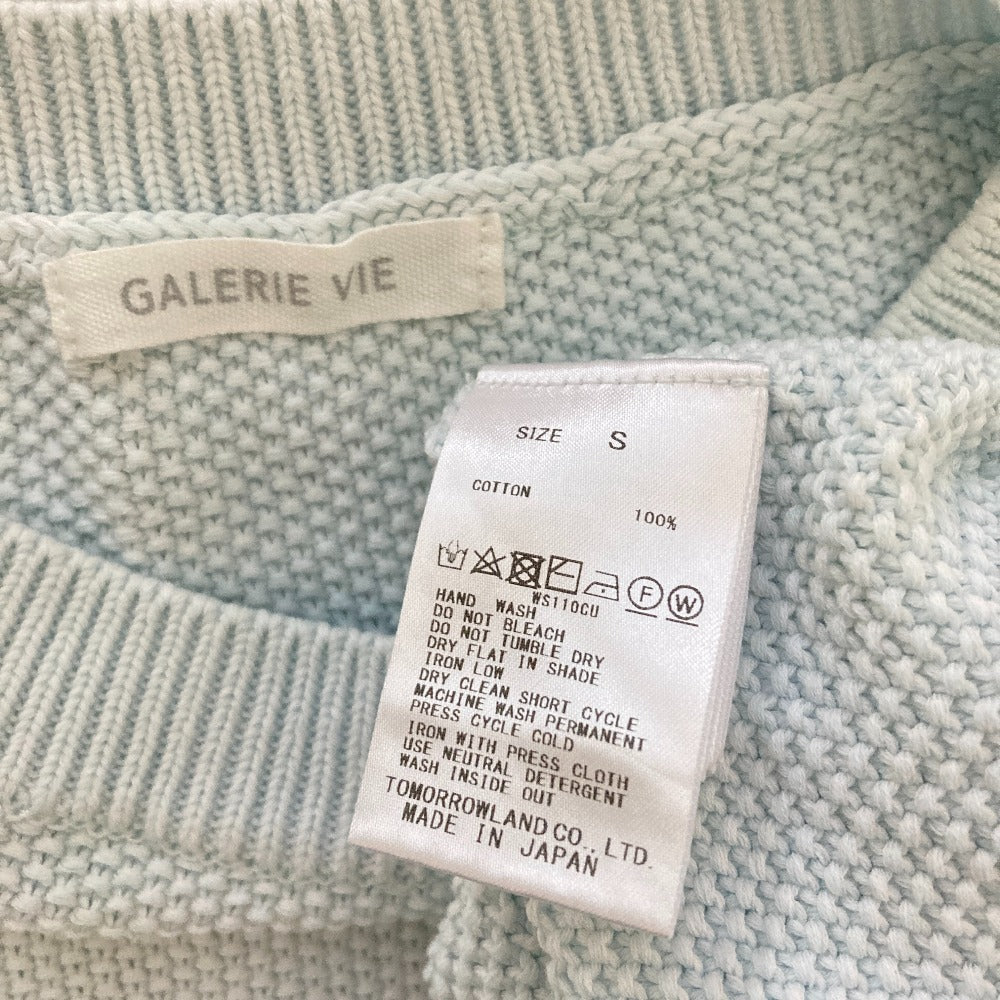 GALERIE VIE
SIZE S
COTTON
100%
F W
WS110CU
HAND WASH
DO NOT BLEACH
DO NOT TUMBLE DRY
DRY FLAT IN SHADE
IRON LOW
DRY CLEAN SHORT CYCLE
MACHINE WASH PERMANENT
PRESS CYCLE COLD
IRON WITH PRESS CLOTH
USE NEUTRAL DETERGENT
WASH INSIDE OUT
TOMORROWLAND CO., LTD.
MADE IN JAPAN